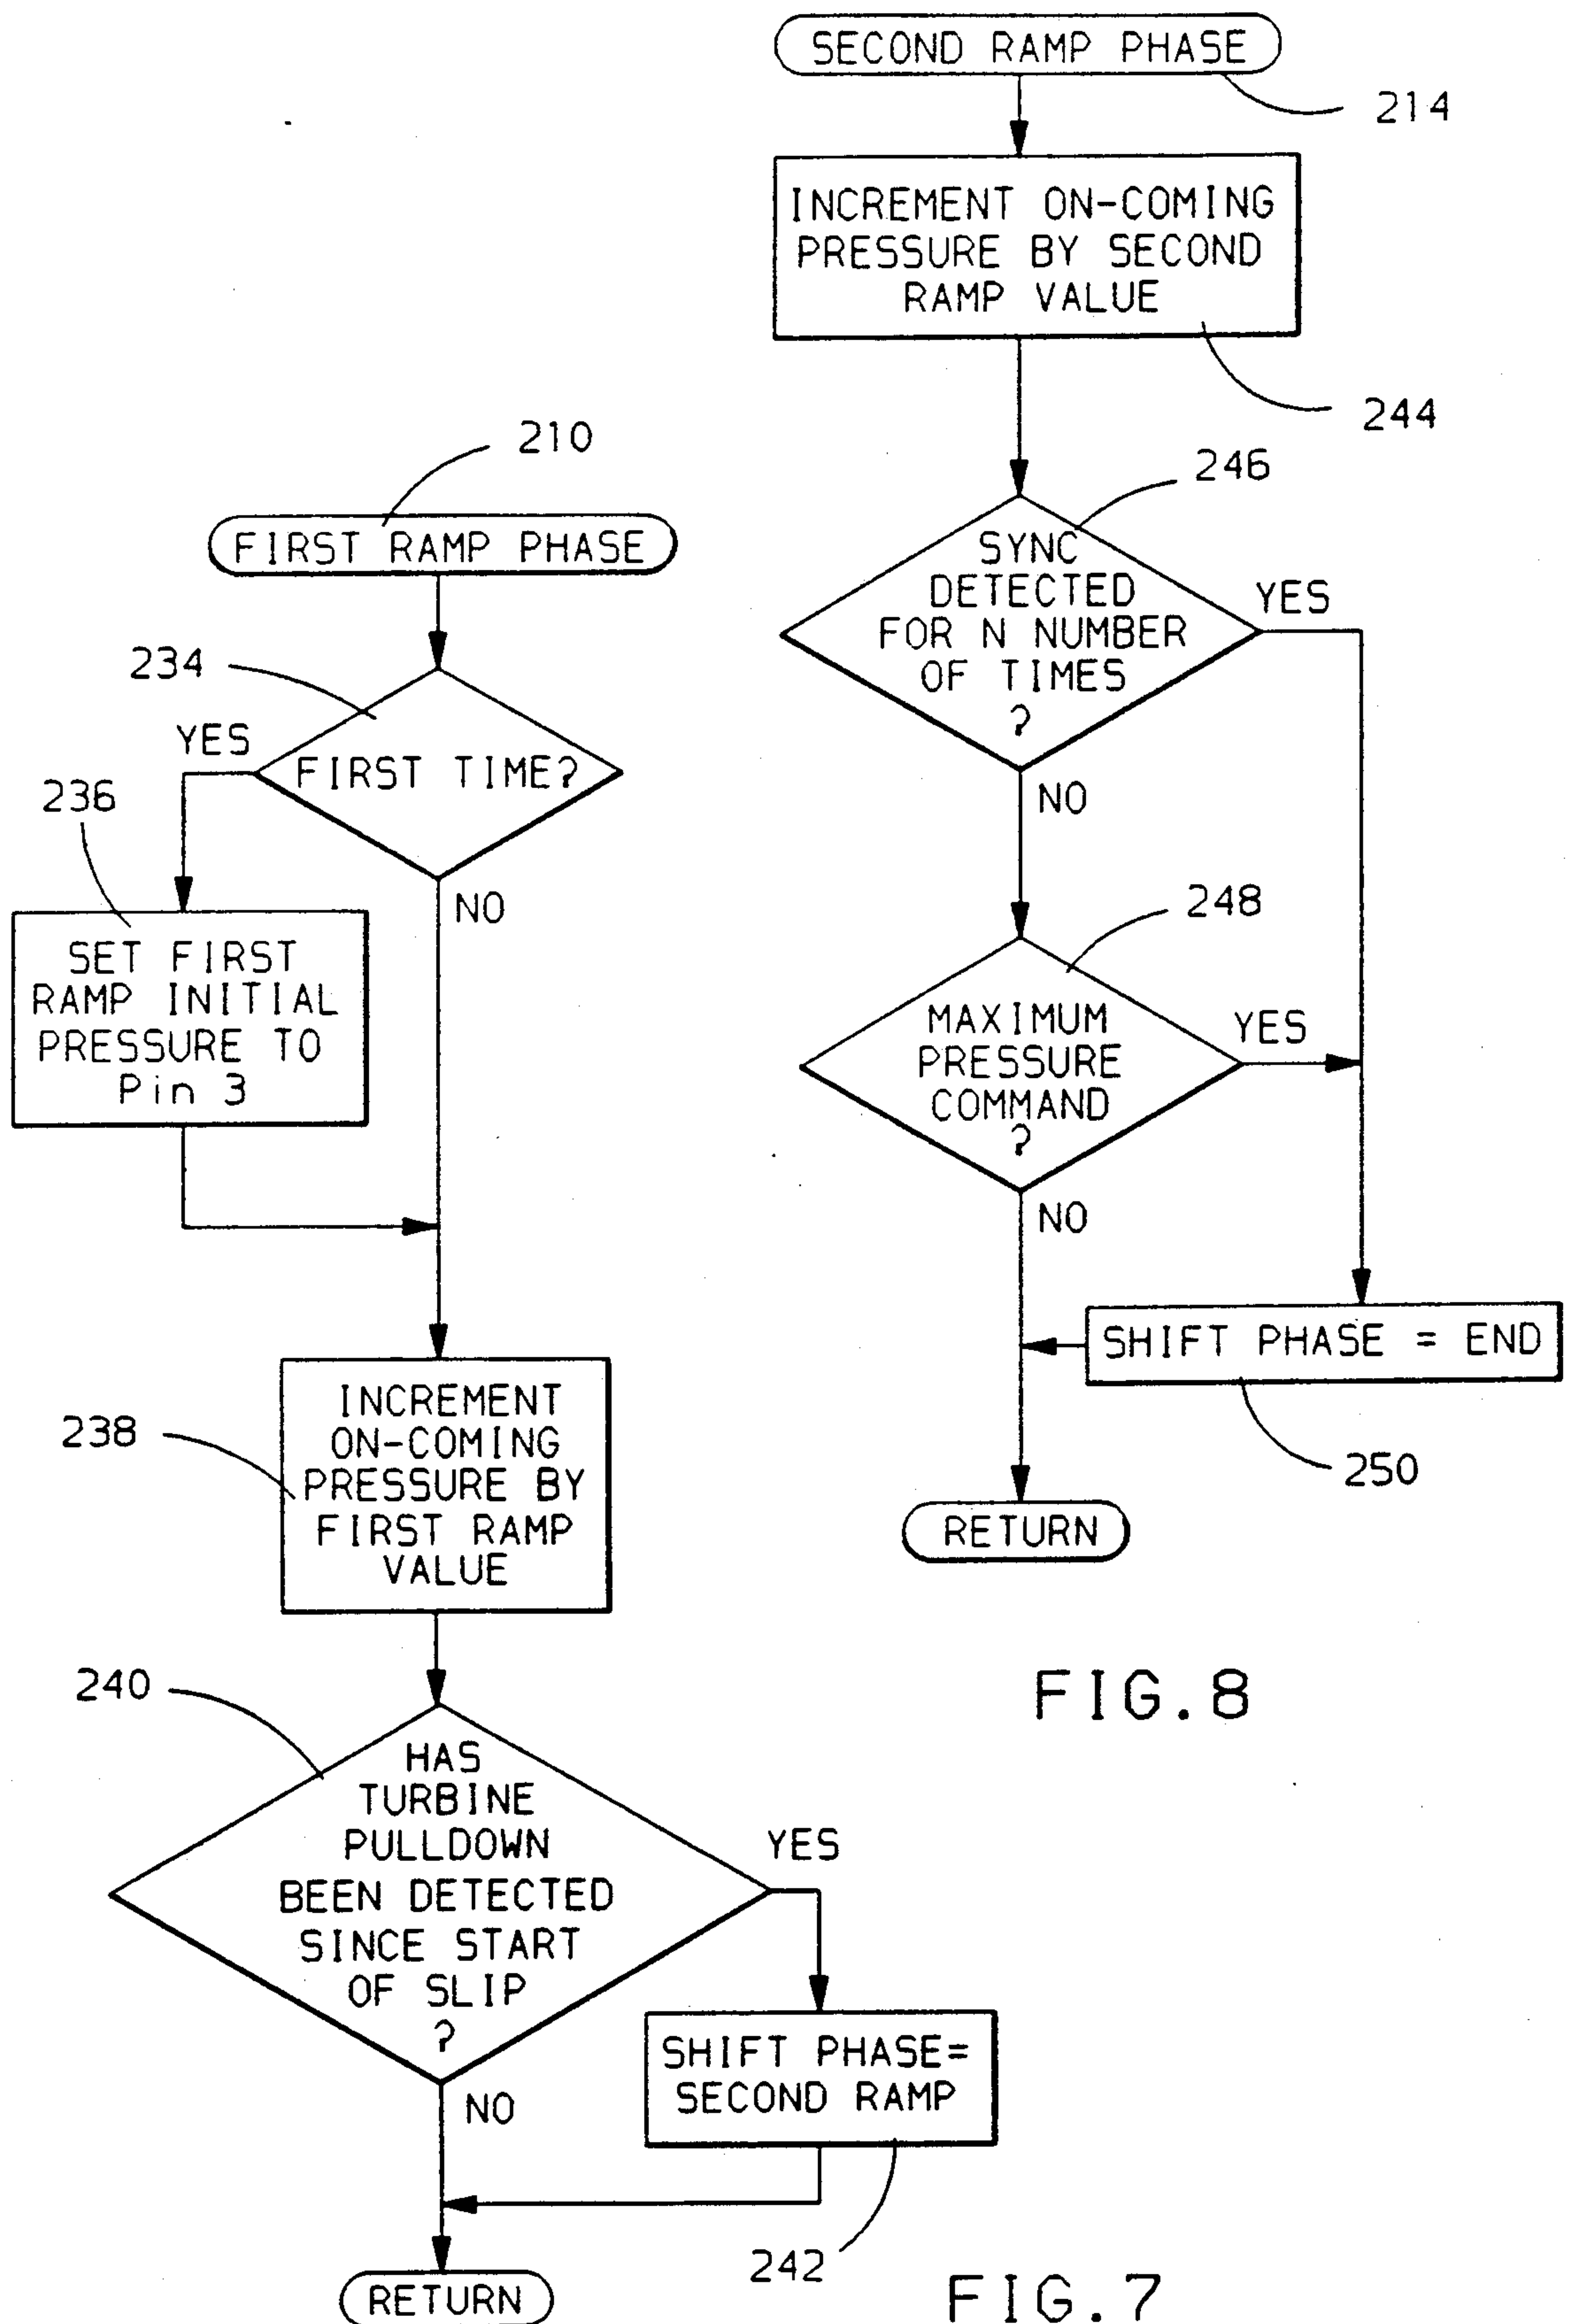 SECOND RAMP PHASE
214
INCREMENT ON-COMING
PRESSURE BY SECOND
RAMP VALUE
244
246
SYNC
DETECTED
FOR N NUMBER
OF TIMES
?
YES
NO
248
MAXIMUM
PRESSURE
COMMAND
?
YES
NO
SHIFT PHASE = END
250
RETURN
FIG.8
210
FIRST RAMP PHASE
234
YES
FIRST TIME?
236
NO
SET FIRST
RAMP INITIAL
PRESSURE TO
Pin 3
238
INCREMENT
ON-COMING
PRESSURE BY
FIRST RAMP
VALUE
240
HAS
TURBINE
PULLDOWN
BEEN DETECTED
SINCE START
OF SLIP
?
YES
NO
SHIFT PHASE=
SECOND RAMP
242
RETURN
FIG.7